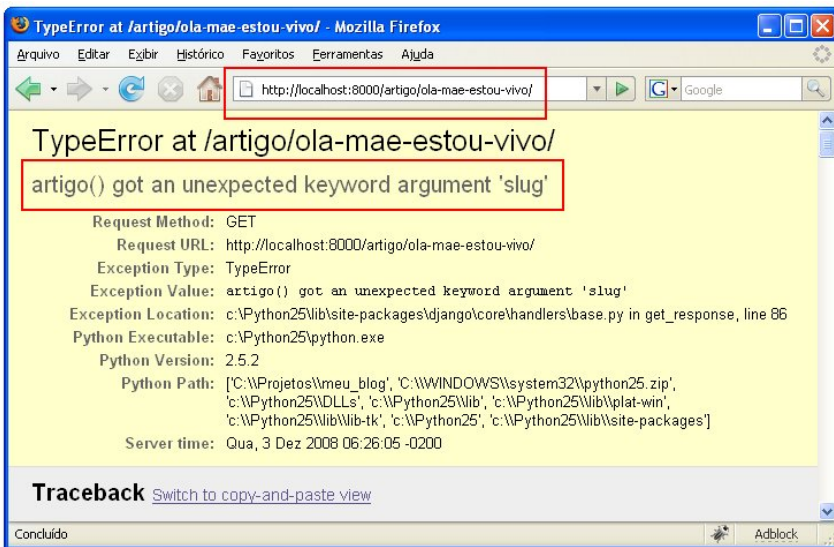 TypeError at /artigo/ola-mae-estou-vivo/ - Mozilla Firefox
Arquivo Editar Exibir Histórico Favoritos Ferramentas Ajuda
http://localhost:8000/artigo/ola-mae-estou-vivo/ G Google
TypeError at /artigo/ola-mae-estou-vivo/
artigo() got an unexpected keyword argument 'slug'
Request Method: GET
Request URL: http://localhost:8000/artigo/ola-mae-estou-vivo/
Exception Type: TypeError
Exception Value: artigo() got an unexpected keyword argument 'slug'
Exception Location: c:\Python25\lib\site-packages\django\core\handlers\base.py in get_response, line 86
Python Executable: c:\Python25\python.exe
Python Version: 2.5.2
Python Path: ['C:\\Projetos\\meu_blog', 'C:\\WINDOWS\\system32\\python25.zip',
'c:\\Python25\\DLLs', 'c:\\Python25\\lib', 'c:\\Python25\\lib\\plat-win',
'c:\\Python25\\lib\\lib-tk', 'c:\\Python25', 'c:\\Python25\\lib\\site-packages']
Server time: Qua, 3 Dez 2008 06:26:05 -0200
Traceback Switch to copy-and-paste view
Concluído Adblock